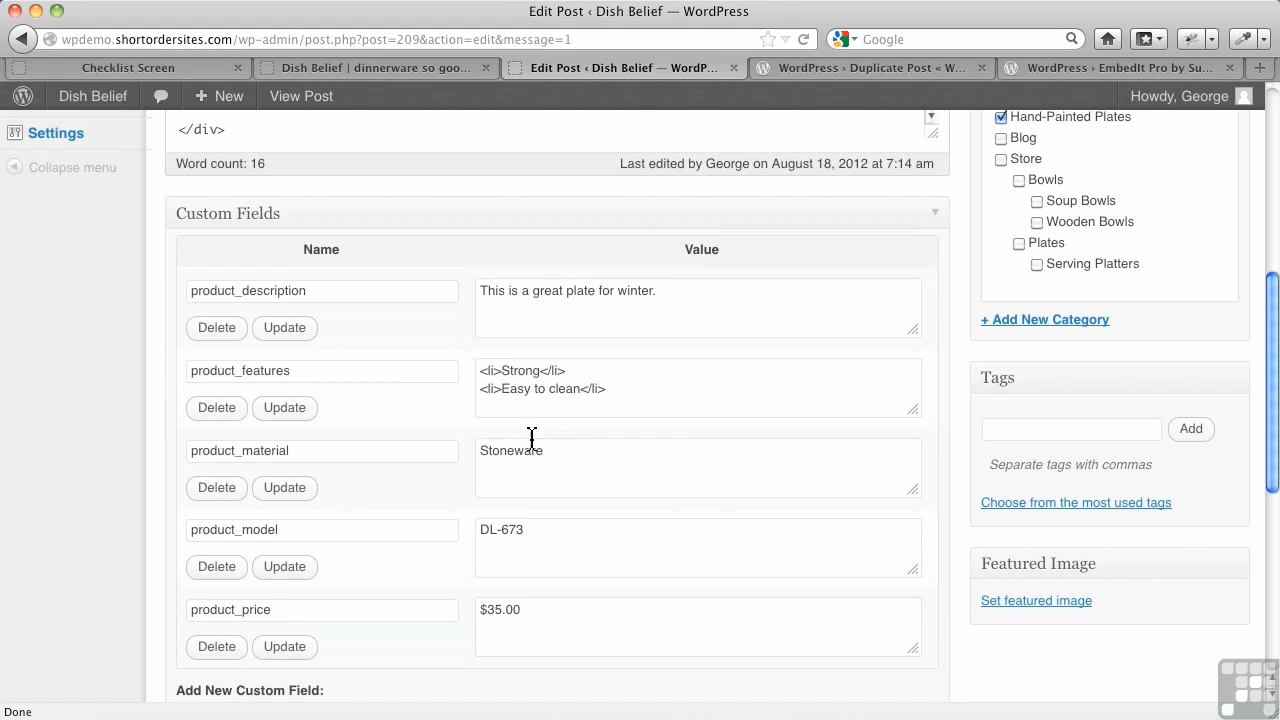 Edit Post ‹ Dish Belief — WordPress
wpdemo.shortordersites.com/wp-admin/post.php?post=209&action=edit&message=1
Google
Checklist Screen
Dish Belief | dinnerware so goo...
Edit Post ‹ Dish Belief — WordP...
WordPress › Duplicate Post « W...
WordPress › EmbedIt Pro by Su...
Dish Belief
+ New
View Post
Howdy, George
Settings
Collapse menu
</div>
Word count: 16
Last edited by George on August 18, 2012 at 7:14 am
Custom Fields
Name
Value
product_description
This is a great plate for winter.
Delete
Update
product_features
<li>Strong</li>
<li>Easy to clean</li>
Delete
Update
product_material
Stoneware
Delete
Update
product_model
DL-673
Delete
Update
product_price
$35.00
Delete
Update
Add New Custom Field:
Hand-Painted Plates
Blog
Store
Bowls
Soup Bowls
Wooden Bowls
Plates
Serving Platters
+ Add New Category
Tags
Add
Separate tags with commas
Choose from the most used tags
Featured Image
Set featured image
Done